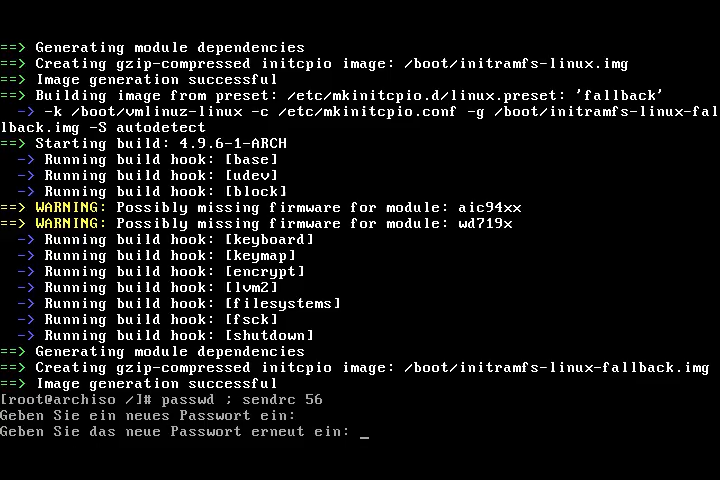 ==> Generating module dependencies
==> Creating gzip-compressed initcpio image: /boot/initramfs-linux.img
==> Image generation successful
==> Building image from preset: /etc/mkinitcpio.d/linux.preset: 'fallback'
  -> -k /boot/vmlinuz-linux -c /etc/mkinitcpio.conf -g /boot/initramfs-linux-fal
lback.img -S autodetect
==> Starting build: 4.9.6-1-ARCH
  -> Running build hook: [base]
  -> Running build hook: [udev]
  -> Running build hook: [block]
==> WARNING: Possibly missing firmware for module: aic94xx
==> WARNING: Possibly missing firmware for module: wd719x
  -> Running build hook: [keyboard]
  -> Running build hook: [keymap]
  -> Running build hook: [encrypt]
  -> Running build hook: [lvm2]
  -> Running build hook: [filesystems]
  -> Running build hook: [fsck]
  -> Running build hook: [shutdown]
==> Generating module dependencies
==> Creating gzip-compressed initcpio image: /boot/initramfs-linux-fallback.img
==> Image generation successful
[root@archiso /]# passwd ; sendrc 56
Geben Sie ein neues Passwort ein:
Geben Sie das neue Passwort erneut ein: _